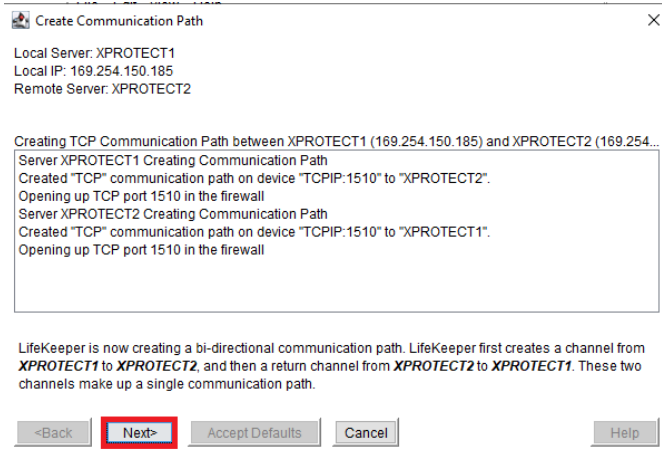 Create Communication Path
Local Server: XPROTECT1
Local IP: 169.254.150.185
Remote Server: XPROTECT2
Creating TCP Communication Path between XPROTECT1 (169.254.150.185) and XPROTECT2 (169.254...
Server XPROTECT1 Creating Communication Path
Created "TCP" communication path on device "TCPIP:1510" to "XPROTECT2".
Opening up TCP port 1510 in the firewall
Server XPROTECT2 Creating Communication Path
Created "TCP" communication path on device "TCPIP:1510" to "XPROTECT1".
Opening up TCP port 1510 in the firewall
LifeKeeper is now creating a bi-directional communication path. LifeKeeper first creates a channel from
XPROTECT1 to XPROTECT2, and then a return channel from XPROTECT2 to XPROTECT1. These two
channels make up a single communication path.
<Back Next> Accept Defaults Cancel Help